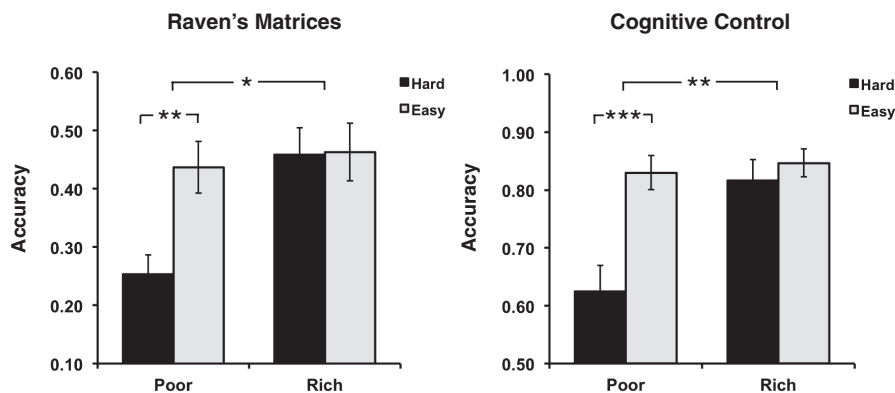 Raven's Matrices
0.60
0.50
0.40
0.30
0.20
0.10
Accuracy
*
**
Hard
Easy
Poor
Rich
Cognitive Control
1.00
0.90
0.80
0.70
0.60
0.50
Accuracy
**
***
Hard
Easy
Poor
Rich